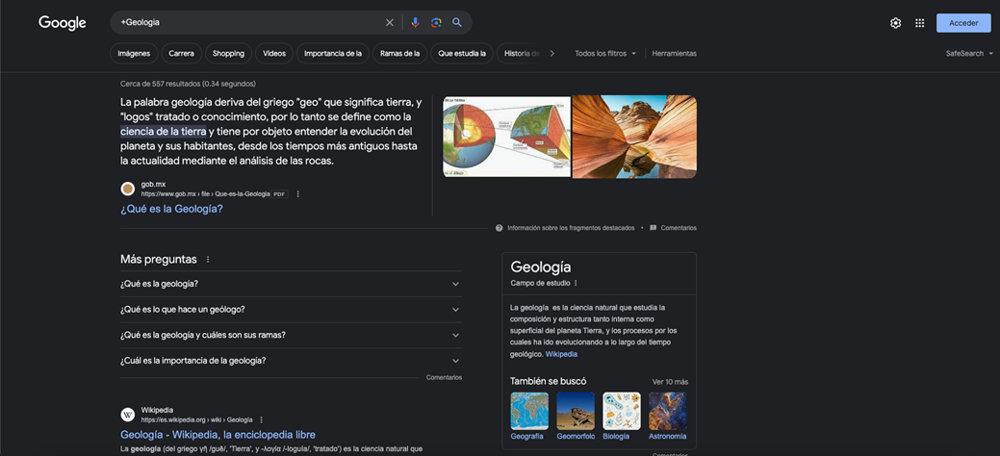 Google
+Geologia
Acceder
Imágenes
Carrera
Shopping
Videos
Importancia de la
Ramas de la
Que estudia la
Historia de
Todos los filtros
Herramientas
SafeSearch
Cerca de 557 resultados (0.34 segundos)
La palabra geología deriva del griego "geo" que significa tierra, y
"logos" tratado o conocimiento, por lo tanto se define como la
ciencia de la tierra y tiene por objeto entender la evolución del
planeta y sus habitantes, desde los tiempos más antiguos hasta
la actualidad mediante el análisis de las rocas.
DE LA TIERRA
gob.mx
https://www.gob.mx › file › Que-es-la-Geologia PDF
¿Qué es la Geología?
Información sobre los fragmentos destacados
Comentarios
Más preguntas
¿Qué es la geología?
¿Qué es lo que hace un geólogo?
¿Qué es la geología y cuáles son sus ramas?
¿Cuál es la importancia de la geología?
Comentarios
Wikipedia
https://es.wikipedia.org › wiki › Geología
Geología - Wikipedia, la enciclopedia libre
La geología (del griego γῆ /guê/, 'Tierra', y -λογία /-loguía/, 'tratado') es la ciencia natural que
Geología
Campo de estudio
La geología es la ciencia natural que estudia la
composición y estructura tanto interna como
superficial del planeta Tierra, y los procesos por los
cuales ha ido evolucionando a lo largo del tiempo
geológico. Wikipedia
También se buscó
Ver 10 más
Geografía
Geomorfolo
Biología
Astronomía
Comentarios